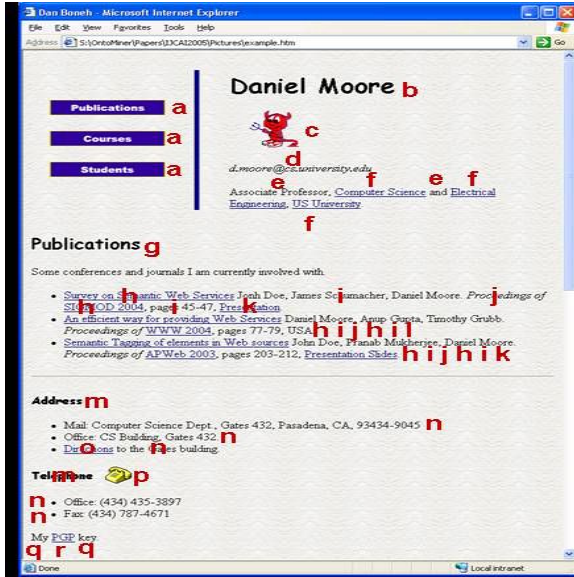 Dan Boneh - Microsoft Internet Explorer
File Edit View Favorites Tools Help
Address S:\OntoMiner\Papers\IJCAI2005\Pictures\example.htm Go
Daniel Moore b
Publications a
c
Courses a
d
Students a
d.moore@cs.university.edu
e f e f
Associate Professor, Computer Science and Electrical
Engineering, US University.
f
Publications g
Some conferences and journals I am currently involved with.
h i j
Survey on Semantic Web Services Jonh Doe, James Schumacher, Daniel Moore. Proceedings of
h i k
SIGMOD 2004, pages 45-47, Presentation
An efficient way for providing Web Services Daniel Moore, Anup Gupta, Timothy Grubb.
Proceedings of WWW 2004, pages 77-79, USA h i j h i l
Semantic Tagging of elements in Web sources John Doe, Pranab Mukherjee, Daniel Moore.
Proceedings of APWeb 2003, pages 203-212, Presentation Slides. h i j h i k
Address m
Mail: Computer Science Dept., Gates 432, Pasadena, CA, 93434-9045 n
Office: CS Building, Gates 432. n
Directions to the Gates building.
o n
Telephone m p
n Office: (434) 435-3897
n Fax: (434) 787-4671
My PGP key.
q r q
Done Local intranet